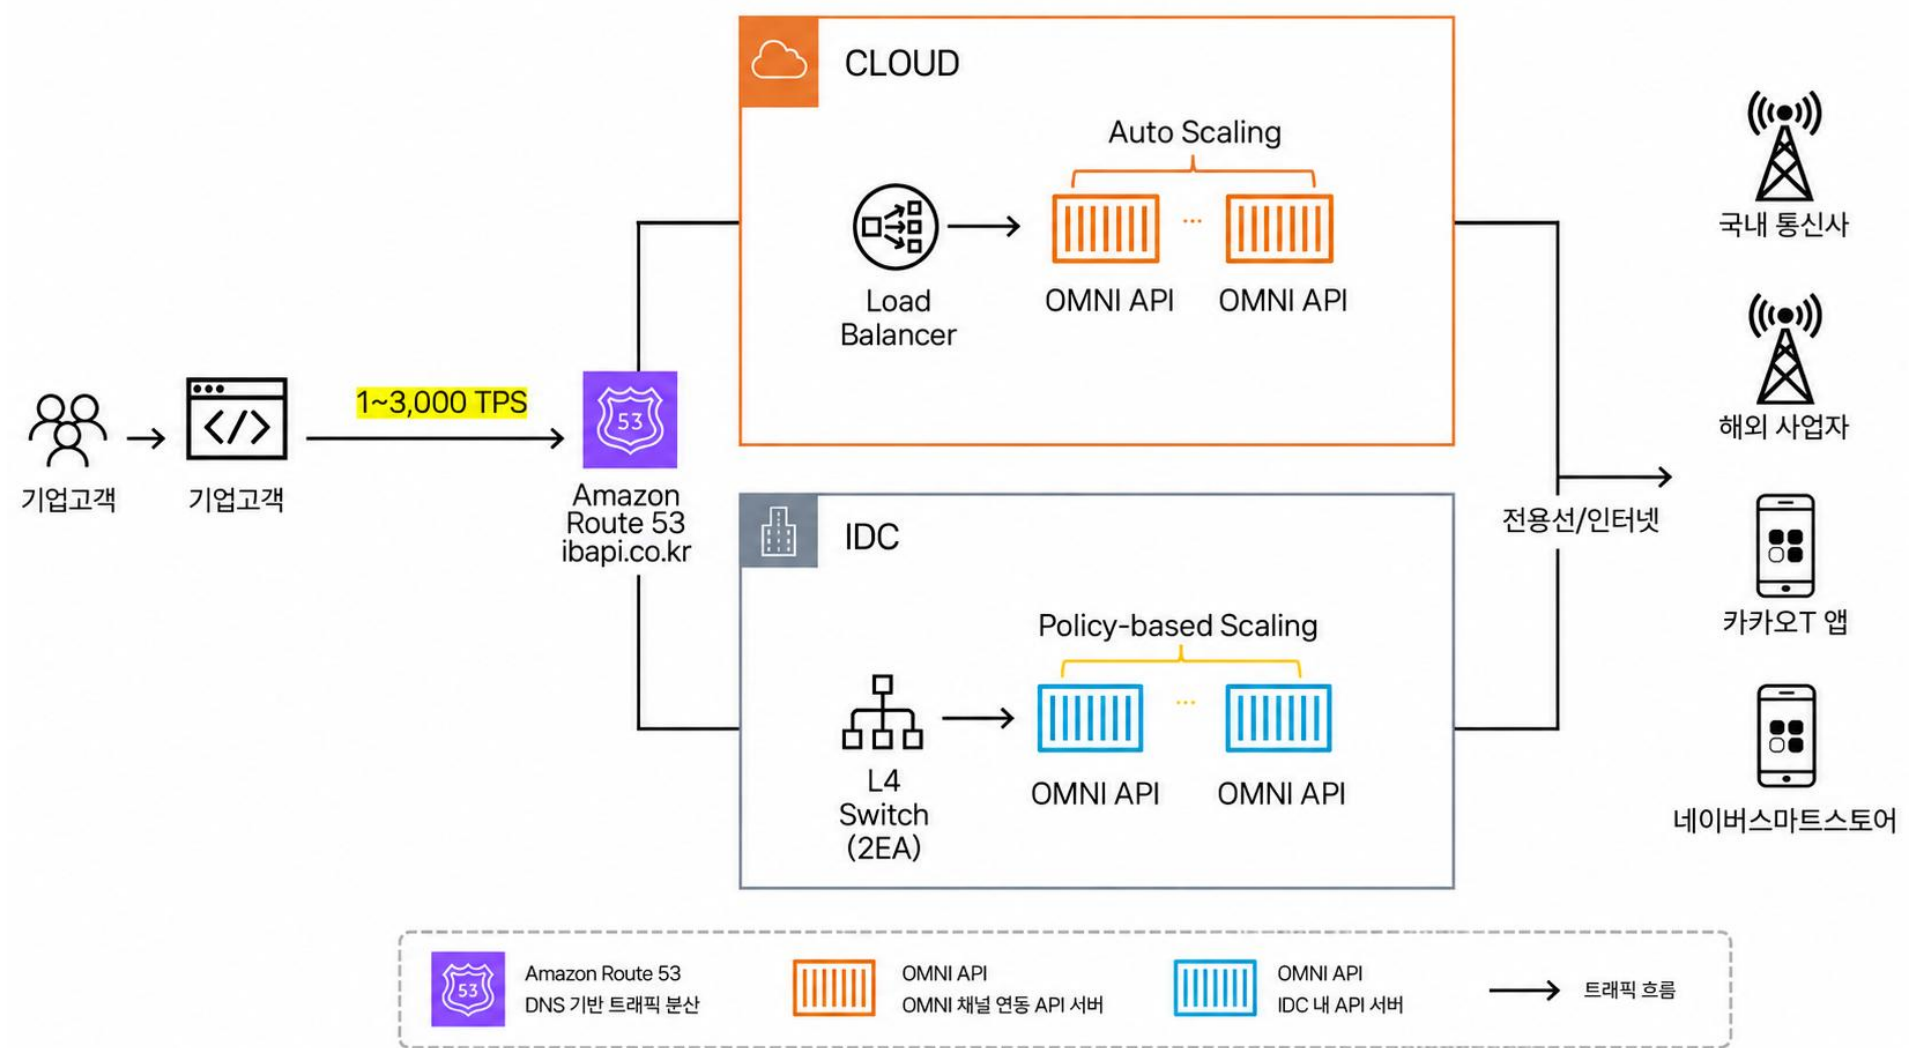 CLOUD
Auto Scaling
Load
Balancer
OMNI API
...
OMNI API
기업고객
기업고객
1~3,000 TPS
53
Amazon
Route 53
ibapi.co.kr
IDC
Policy-based Scaling
L4
Switch
(2EA)
OMNI API
...
OMNI API
전용선/인터넷
국내 통신사
해외 사업자
카카오T 앱
네이버스마트스토어
53
Amazon Route 53
DNS 기반 트래픽 분산
OMNI API
OMNI 채널 연동 API 서버
OMNI API
IDC 내 API 서버
트래픽 흐름